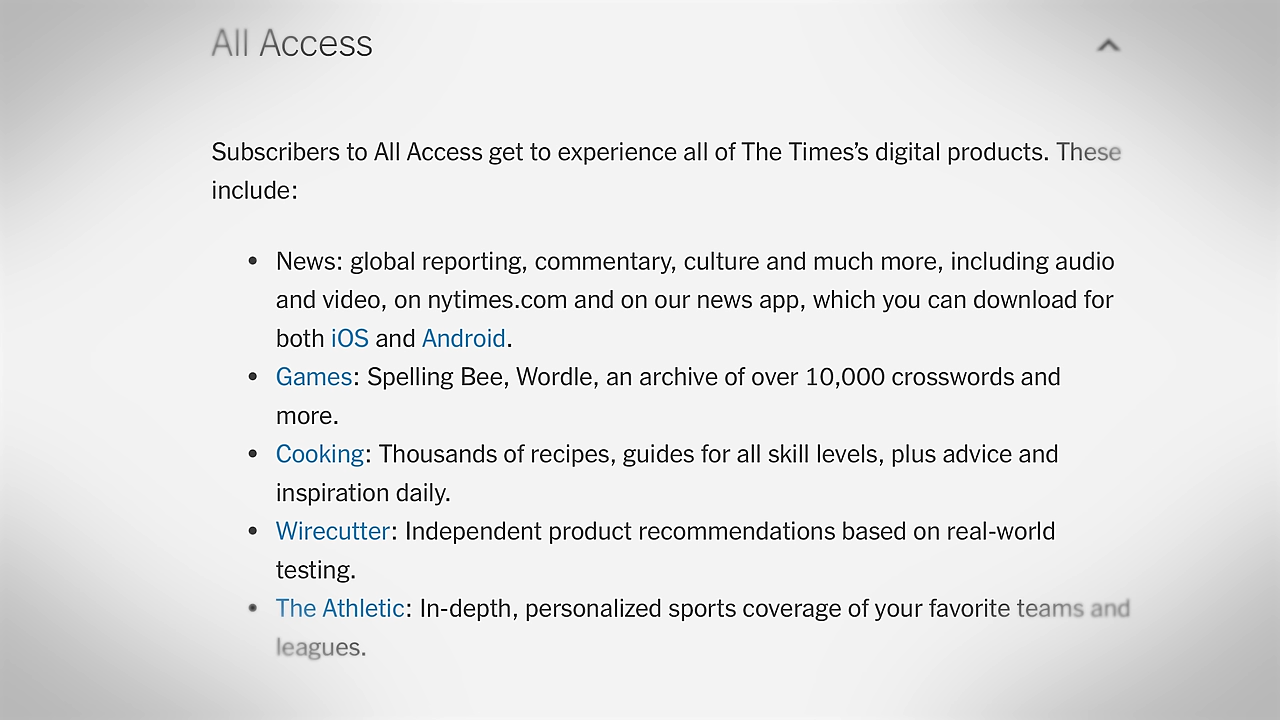 All Access
Subscribers to All Access get to experience all of The Times’s digital products. These
include:
• News: global reporting, commentary, culture and much more, including audio
and video, on nytimes.com and on our news app, which you can download for
both iOS and Android.
• Games: Spelling Bee, Wordle, an archive of over 10,000 crosswords and
more.
• Cooking: Thousands of recipes, guides for all skill levels, plus advice and
inspiration daily.
• Wirecutter: Independent product recommendations based on real-world
testing.
• The Athletic: In-depth, personalized sports coverage of your favorite teams and
leagues.